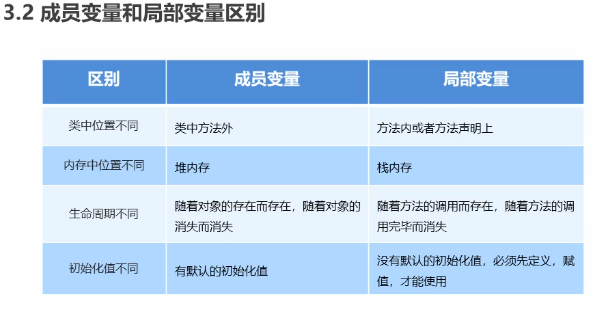 3.2 成员变量和局部变量区别
区别 成员变量 局部变量
类中位置不同 类中方法外 方法内或者方法声明上
内存中位置不同 堆内存 栈内存
生命周期不同 随着对象的存在而存在，随着对象的 随着方法的调用而存在，随着方法的调
消失而消失 用完毕而消失
初始化值不同 有默认的初始化值 没有默认的初始化值，必须先定义，赋
值，才能使用